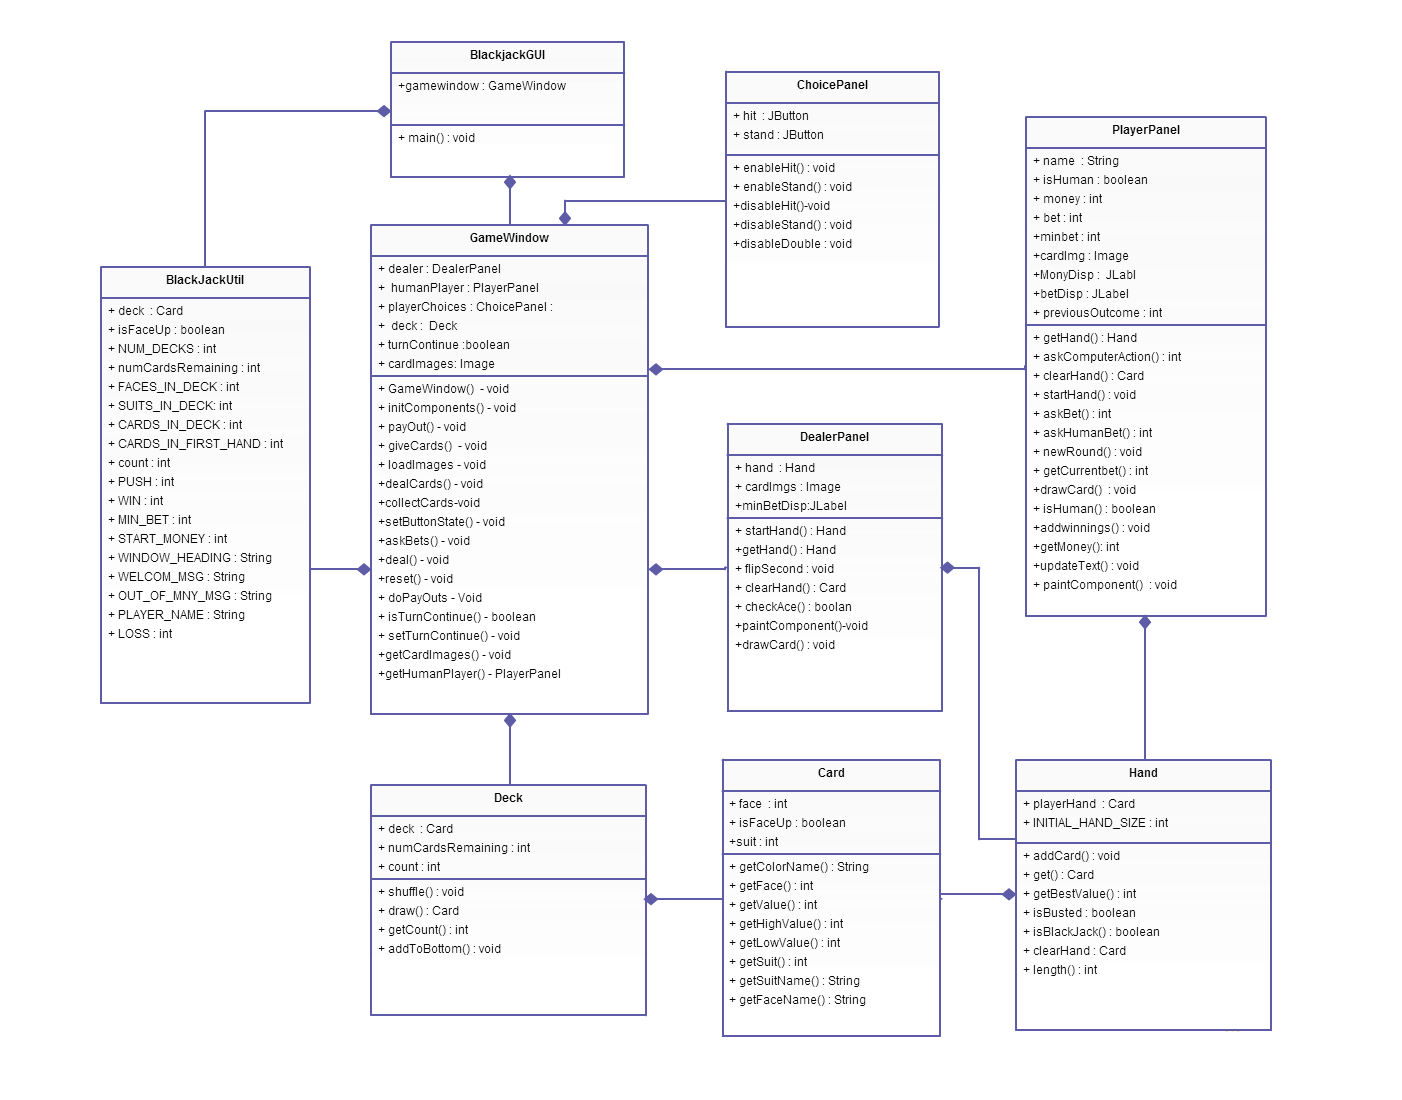 BlackjackGUI
+gamewindow : GameWindow
+ main() : void
ChoicePanel
+ hit : JButton
+ stand : JButton
+ enableHit() : void
+ enableStand() : void
+disableHit()-void
+disableStand() : void
+disableDouble : void
PlayerPanel
+ name : String
+ isHuman : boolean
+ money : int
+ bet : int
+minbet : int
+cardImg : Image
+MonyDisp : JLabl
+betDisp : JLabel
+ previousOutcome : int
+ getHand() : Hand
+ askComputerAction() : int
+ clearHand() : Card
+ startHand() : void
+ askBet() : int
+ askHumanBet() : int
+ newRound() : void
+ getCurrentbet() : int
+drawCard() : void
+ isHuman() : boolean
+addwinnings() : void
+getMoney(): int
+updateText() : void
+ paintComponent() : void
GameWindow
+ dealer : DealerPanel
+ humanPlayer : PlayerPanel
+ playerChoices : ChoicePanel :
+ deck : Deck
+ turnContinue :boolean
+ cardImages: Image
+ GameWindow() - void
+ initComponents() - void
+ payOut() - void
+ giveCards() - void
+ loadImages - void
+dealCards() - void
+collectCards-void
+setButtonState() - void
+askBets() - void
+deal() - void
+reset() - void
+ doPayOuts - Void
+ isTurnContinue() - boolean
+ setTurnContinue() - void
+getCardImages() - void
+getHumanPlayer() - PlayerPanel
BlackJackUtil
+ deck : Card
+ isFaceUp : boolean
+ NUM_DECKS : int
+ numCardsRemaining : int
+ FACES_IN_DECK : int
+ SUITS_IN_DECK: int
+ CARDS_IN_DECK : int
+ CARDS_IN_FIRST_HAND : int
+ count : int
+ PUSH : int
+ WIN : int
+ MIN_BET : int
+ START_MONEY : int
+ WINDOW_HEADING : String
+ WELCOM_MSG : String
+ OUT_OF_MNY_MSG : String
+ PLAYER_NAME : String
+ LOSS : int
DealerPanel
+ hand : Hand
+ cardImgs : Image
+minBetDisp:JLabel
+ startHand() : Hand
+getHand() : Hand
+ flipSecond : void
+ clearHand() : Card
+ checkAce() : boolan
+paintComponent()-void
+drawCard() : void
Deck
+ deck : Card
+ numCardsRemaining : int
+ count : int
+ shuffle() : void
+ draw() : Card
+ getCount() : int
+ addToBottom() : void
Card
+ face : int
+ isFaceUp : boolean
+suit : int
+ getColorName() : String
+ getFace() : int
+ getValue() : int
+ getHighValue() : int
+ getLowValue() : int
+ getSuit() : int
+ getSuitName() : String
+ getFaceName() : String
Hand
+ playerHand : Card
+ INITIAL_HAND_SIZE : int
+ addCard() : void
+ get() : Card
+ getBestValue() : int
+ isBusted : boolean
+ isBlackJack() : boolean
+ clearHand : Card
+ length() : int